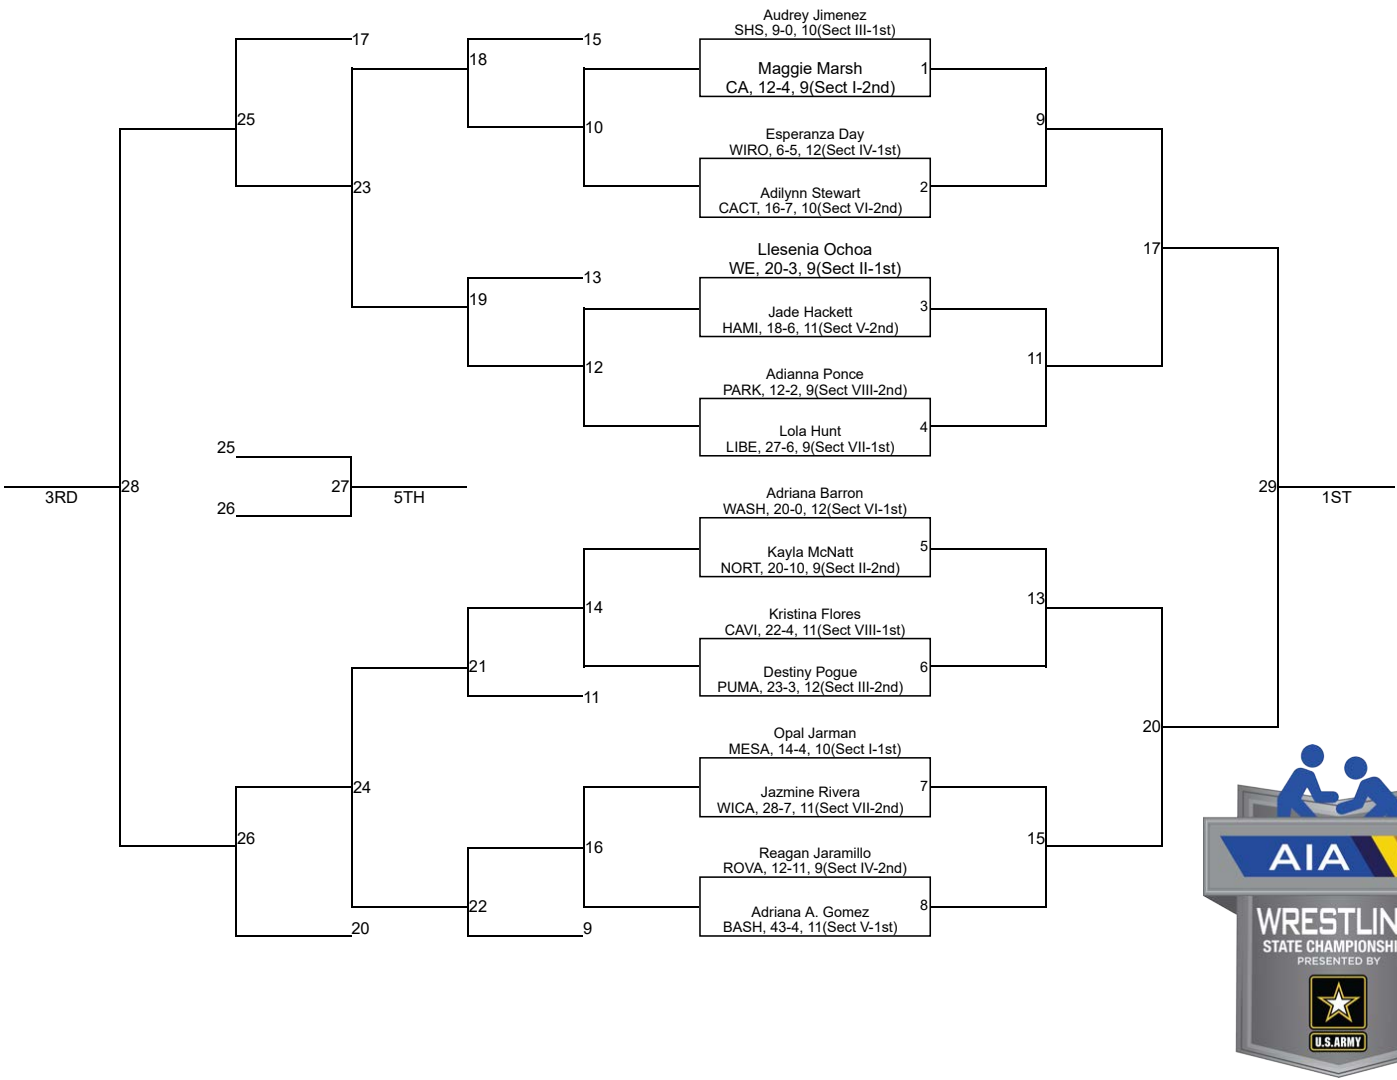 Audrey Jimenez
SHS, 9-0, 10(Sect III-1st)
17
15
18
Maggie Marsh
1
CA, 12-4, 9(Sect I-2nd)
25
10
9
Esperanza Day
WIRO, 6-5, 12(Sect IV-1st)
23
Adilynn Stewart
2
CACT, 16-7, 10(Sect VI-2nd)
Llesenia Ochoa
17
WE, 20-3, 9(Sect II-1st)
13
19
Jade Hackett
3
HAMI, 18-6, 11(Sect V-2nd)
12
11
Adianna Ponce
PARK, 12-2, 9(Sect VIII-2nd)
Lola Hunt
4
LIBE, 27-6, 9(Sect VII-1st)
25
3RD
28
27
5TH
26
Adriana Barron
WASH, 20-0, 12(Sect VI-1st)
29
1ST
Kayla McNatt
5
NORT, 20-10, 9(Sect II-2nd)
14
13
Kristina Flores
CAVI, 22-4, 11(Sect VIII-1st)
21
Destiny Pogue
6
PUMA, 23-3, 12(Sect III-2nd)
11
Opal Jarman
MESA, 14-4, 10(Sect I-1st)
20
24
Jazmine Rivera
7
WICA, 28-7, 11(Sect VII-2nd)
26
16
15
Reagan Jaramillo
ROVA, 12-11, 9(Sect IV-2nd)
22
Adriana A. Gomez
8
BASH, 43-4, 11(Sect V-1st)
20
9
AIA
WRESTLIN
STATE CHAMPIONSHI
PRESENTED BY
U.S.ARMY